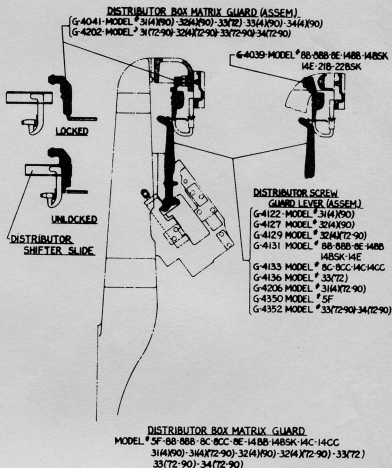 DISTRIBUTOR BOX MATRIX GUARD (ASSEM.)
G-4041-MODEL # 31(4)(90)-32(4)(90)-33(72)-33(4)(90)-34(4)(90)
G-4202-MODEL # 31(72-90)-32(4)(72-90)-33(72-90)-34(72-90)
G-4039-MODEL # 8B-8BB-8E-14BB-14BSK
14E-21B-22BSK
LOCKED
UNLOCKED
DISTRIBUTOR
SHIFTER SLIDE
DISTRIBUTOR SCREW
GUARD LEVER (ASSEM.)
G-4122-MODEL # 31(4)(90)
G-4127-MODEL # 32(4)(90)
G-4129-MODEL # 32(4)(72-90)
G-4131 MODEL # 8B-8BB-8E-14BB
14BSK-14E
G-4133 MODEL # 8C-8CC-14C-14CC
G-4136 MODEL # 33(72)
G-4206 MODEL # 31(4)(72-90)
G-4350 MODEL # 5F
G-4352 MODEL # 33(72-90)-34(72-90)
DISTRIBUTOR BOX MATRIX GUARD
MODEL # 5F-8B-8BB-8C-8CC-8E-14BB-14BSK-14C-14CC
31(4)(90)-31(4)(72-90)-32(4)(90)-32(4)(72-90)-33(72)
33(72-90)-34(72-90)